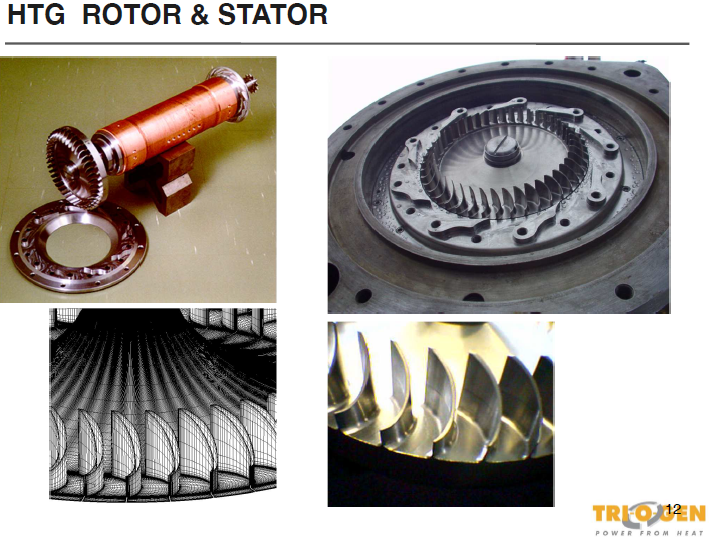 HTG ROTOR & STATOR
12
TRI-O-GEN
POWER FROM HEAT